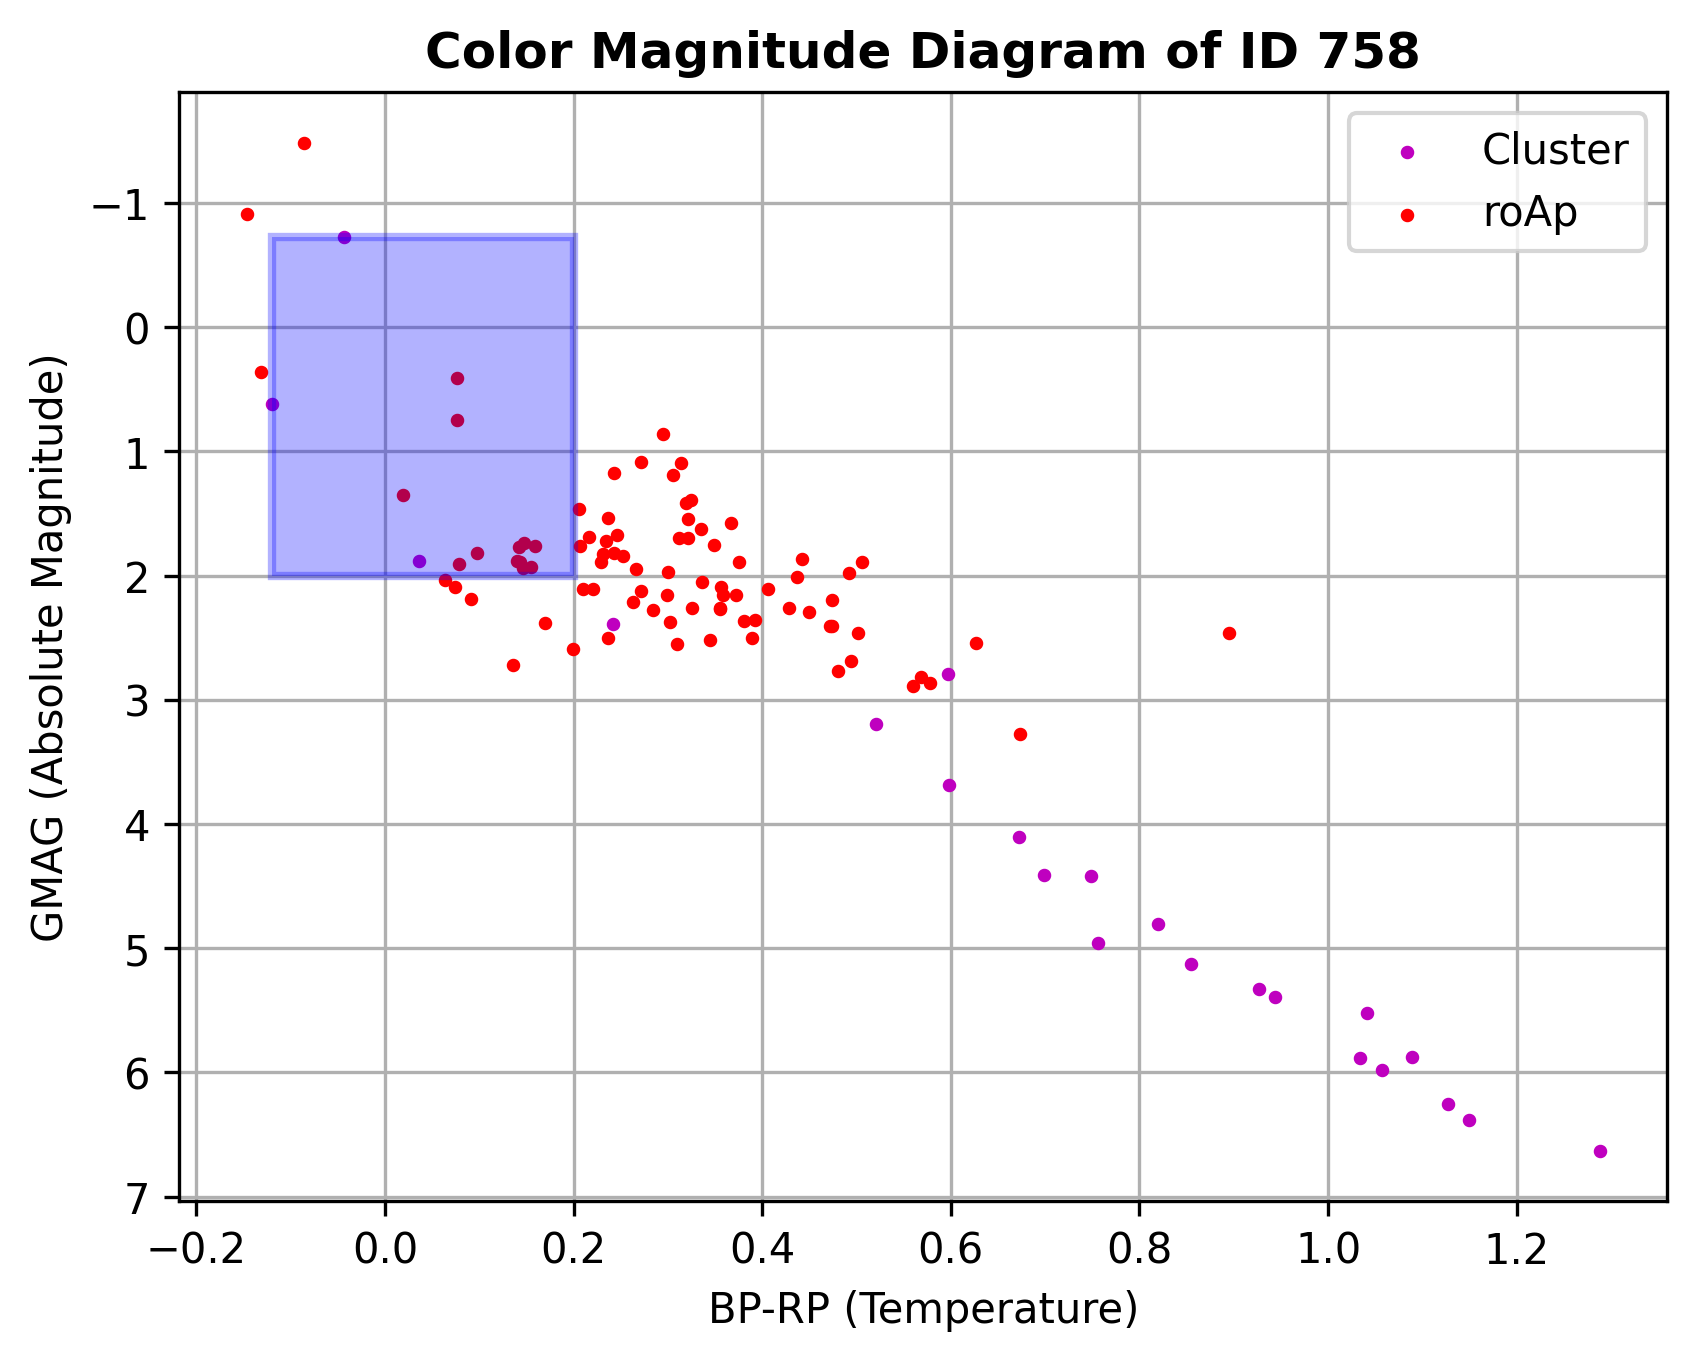 Color Magnitude Diagram of ID 758
Cluster
roAp
GMAG (Absolute Magnitude)
−1
0
1
2
3
4
5
6
7
−0.2 0.0 0.2 0.4 0.6 0.8 1.0 1.2
BP-RP (Temperature)